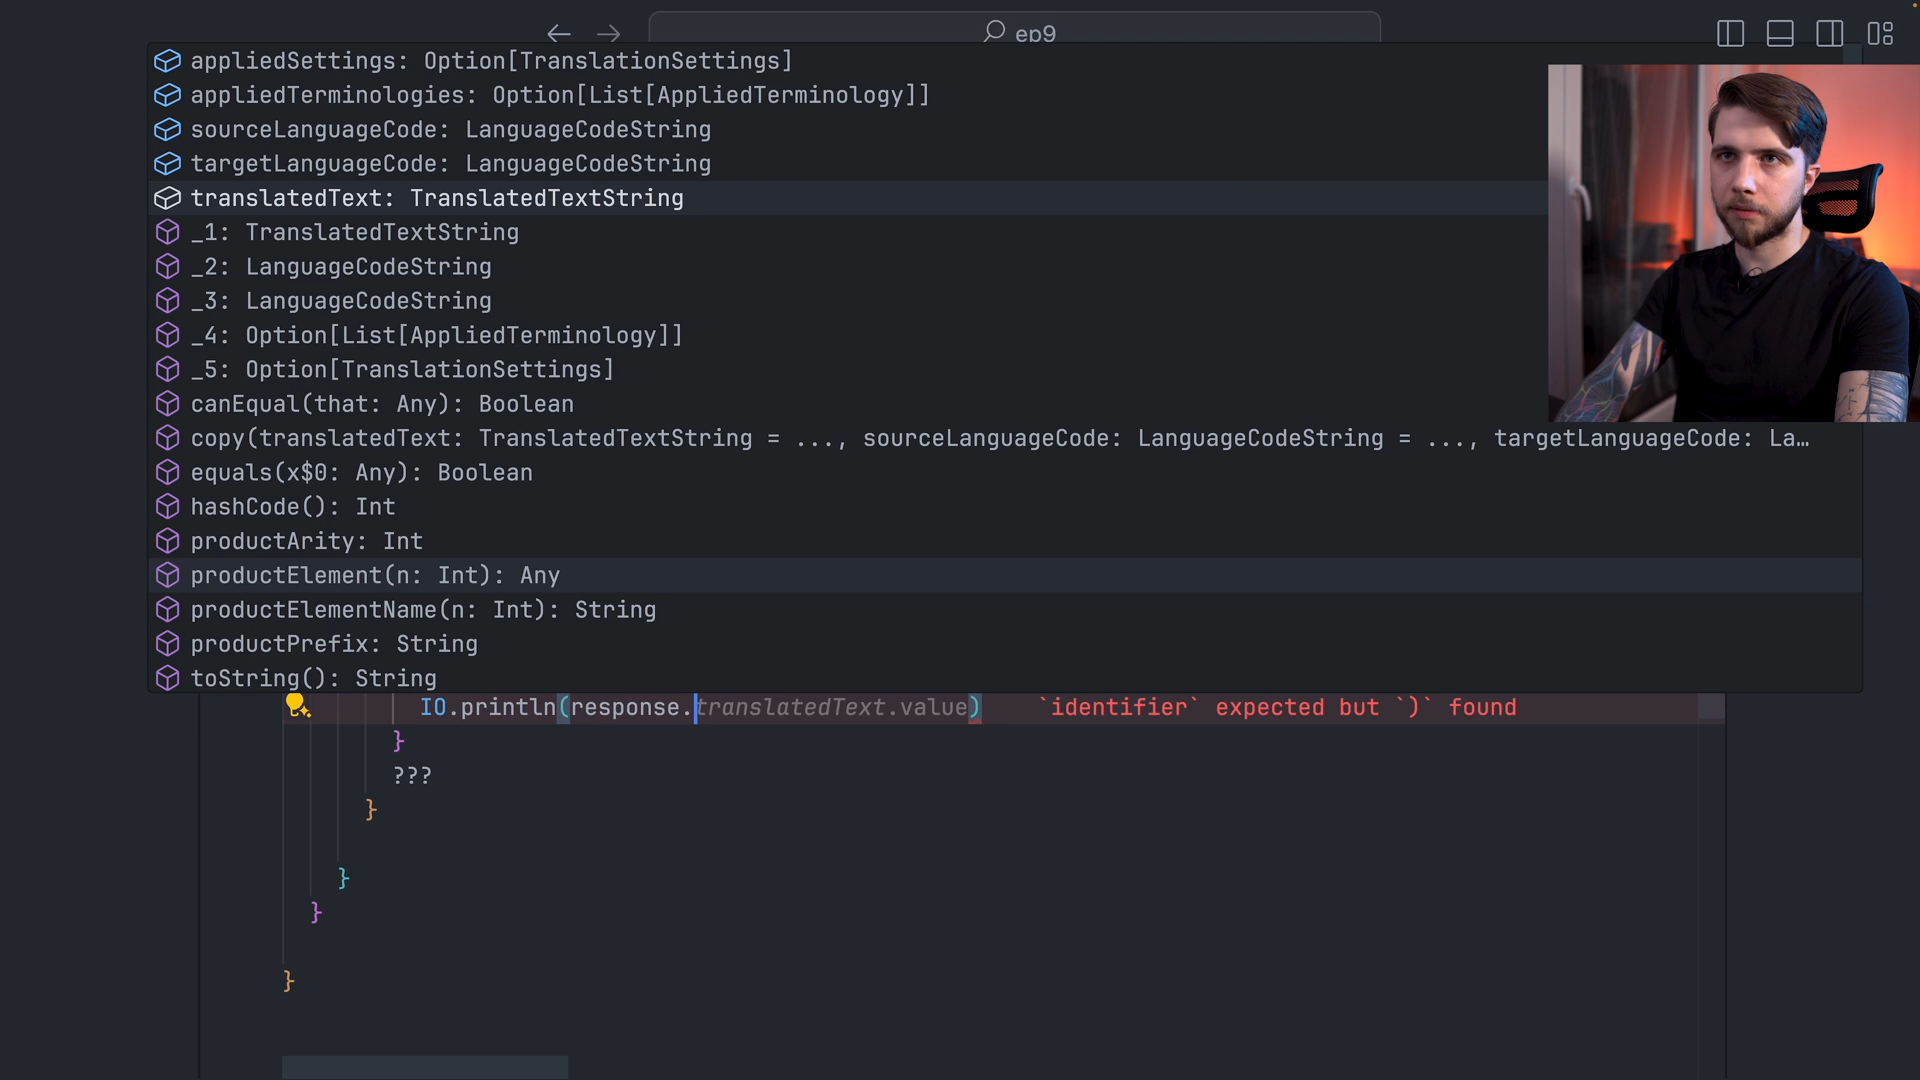 ep9
appliedSettings: Option[TranslationSettings]
appliedTerminologies: Option[List[AppliedTerminology]]
sourceLanguageCode: LanguageCodeString
targetLanguageCode: LanguageCodeString
translatedText: TranslatedTextString
_1: TranslatedTextString
_2: LanguageCodeString
_3: LanguageCodeString
_4: Option[List[AppliedTerminology]]
_5: Option[TranslationSettings]
canEqual(that: Any): Boolean
copy(translatedText: TranslatedTextString = ..., sourceLanguageCode: LanguageCodeString = ..., targetLanguageCode: La…
equals(x$0: Any): Boolean
hashCode(): Int
productArity: Int
productElement(n: Int): Any
productElementName(n: Int): String
productPrefix: String
toString(): String
IO.println(response.translatedText.value) `identifier` expected but `)` found
}
???
}
}
}
}